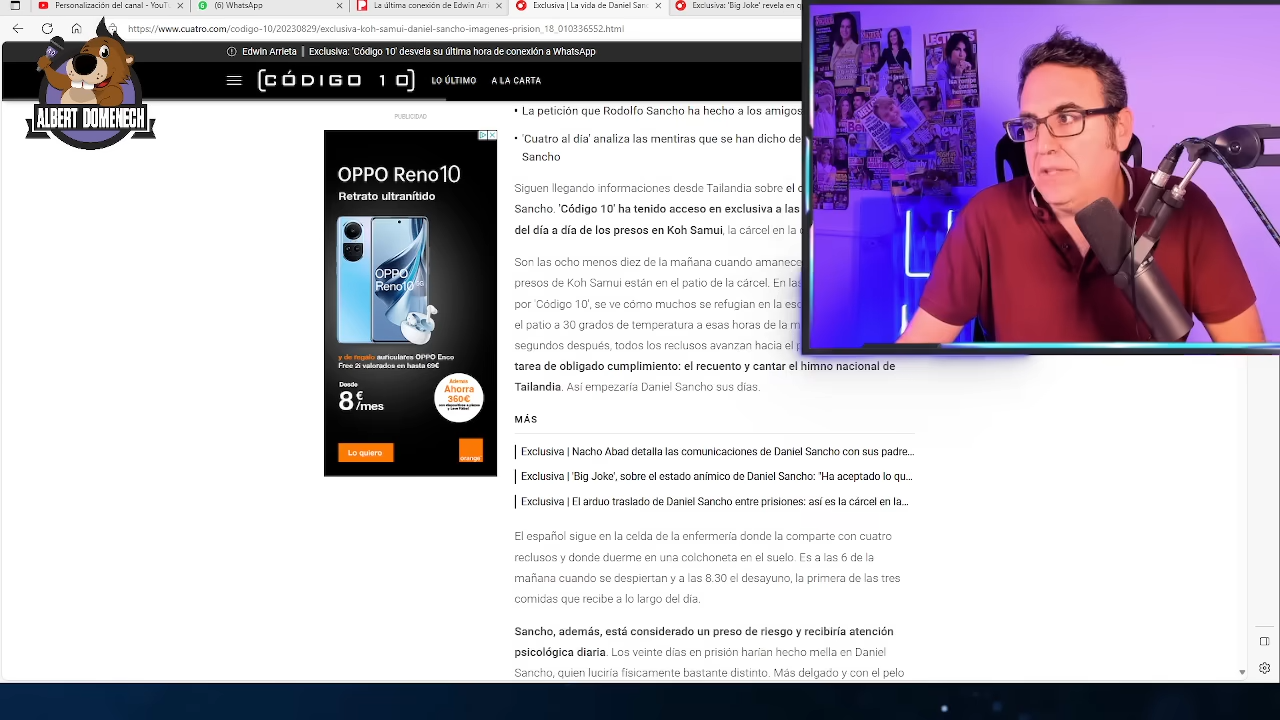 Personalización del canal - YouT
(6) WhatsApp
La última conexión de Edwin Arri
Exclusiva | La vida de Daniel San
Exclusiva: 'Big Joke' revela en
https://www.cuatro.com/codigo-10/20230829/exclusiva-koh-samui-daniel-sancho-imagenes-prision_18_010336552.html
Edwin Arrieta | Exclusiva: 'Código 10' desvela su última hora de conexión a WhatsApp
CÓDIGO 10
LO ÚLTIMO
A LA CARTA
ALBERT DOMENECH
PUBLICIDAD
OPPO Reno10
Retrato ultranítido
OPPO
Reno10 5G
y de regalo auriculares OPPO Enco
Free 2i valorados en hasta 69€
Desde
8€/mes
Además
Ahorra
360€
Lo quiero
orange
La petición que Rodolfo Sancho ha hecho a los amigos
'Cuatro al día' analiza las mentiras que se han dicho de
Sancho
Siguen llegando informaciones desde Tailandia sobre el
Sancho. 'Código 10' ha tenido acceso en exclusiva a las
del día a día de los presos en Koh Samui, la cárcel en la
Son las ocho menos diez de la mañana cuando amanece
presos de Koh Samui están en el patio de la cárcel. En las
por 'Código 10', se ve cómo muchos se refugian en la
el patio a 30 grados de temperatura a esas horas de la
segundos después, todos los reclusos avanzan hacia el
tarea de obligado cumplimiento: el recuento y cantar el himno nacional de
Tailandia. Así empezaría Daniel Sancho sus días.
MÁS
Exclusiva | Nacho Abad detalla las comunicaciones de Daniel Sancho con sus padre...
Exclusiva | 'Big Joke', sobre el estado anímico de Daniel Sancho: "Ha aceptado lo qu...
Exclusiva | El arduo traslado de Daniel Sancho entre prisiones: así es la cárcel en la...
El español sigue en la celda de la enfermería donde la comparte con cuatro
reclusos y donde duerme en una colchoneta en el suelo. Es a las 6 de la
mañana cuando se despiertan y a las 8.30 el desayuno, la primera de las tres
comidas que recibe a lo largo del día.
Sancho, además, está considerado un preso de riesgo y recibiría atención
psicológica diaria. Los veinte días en prisión harían hecho mella en Daniel
Sancho, quien luciría físicamente bastante distinto. Más delgado y con el pelo
LECTURAS